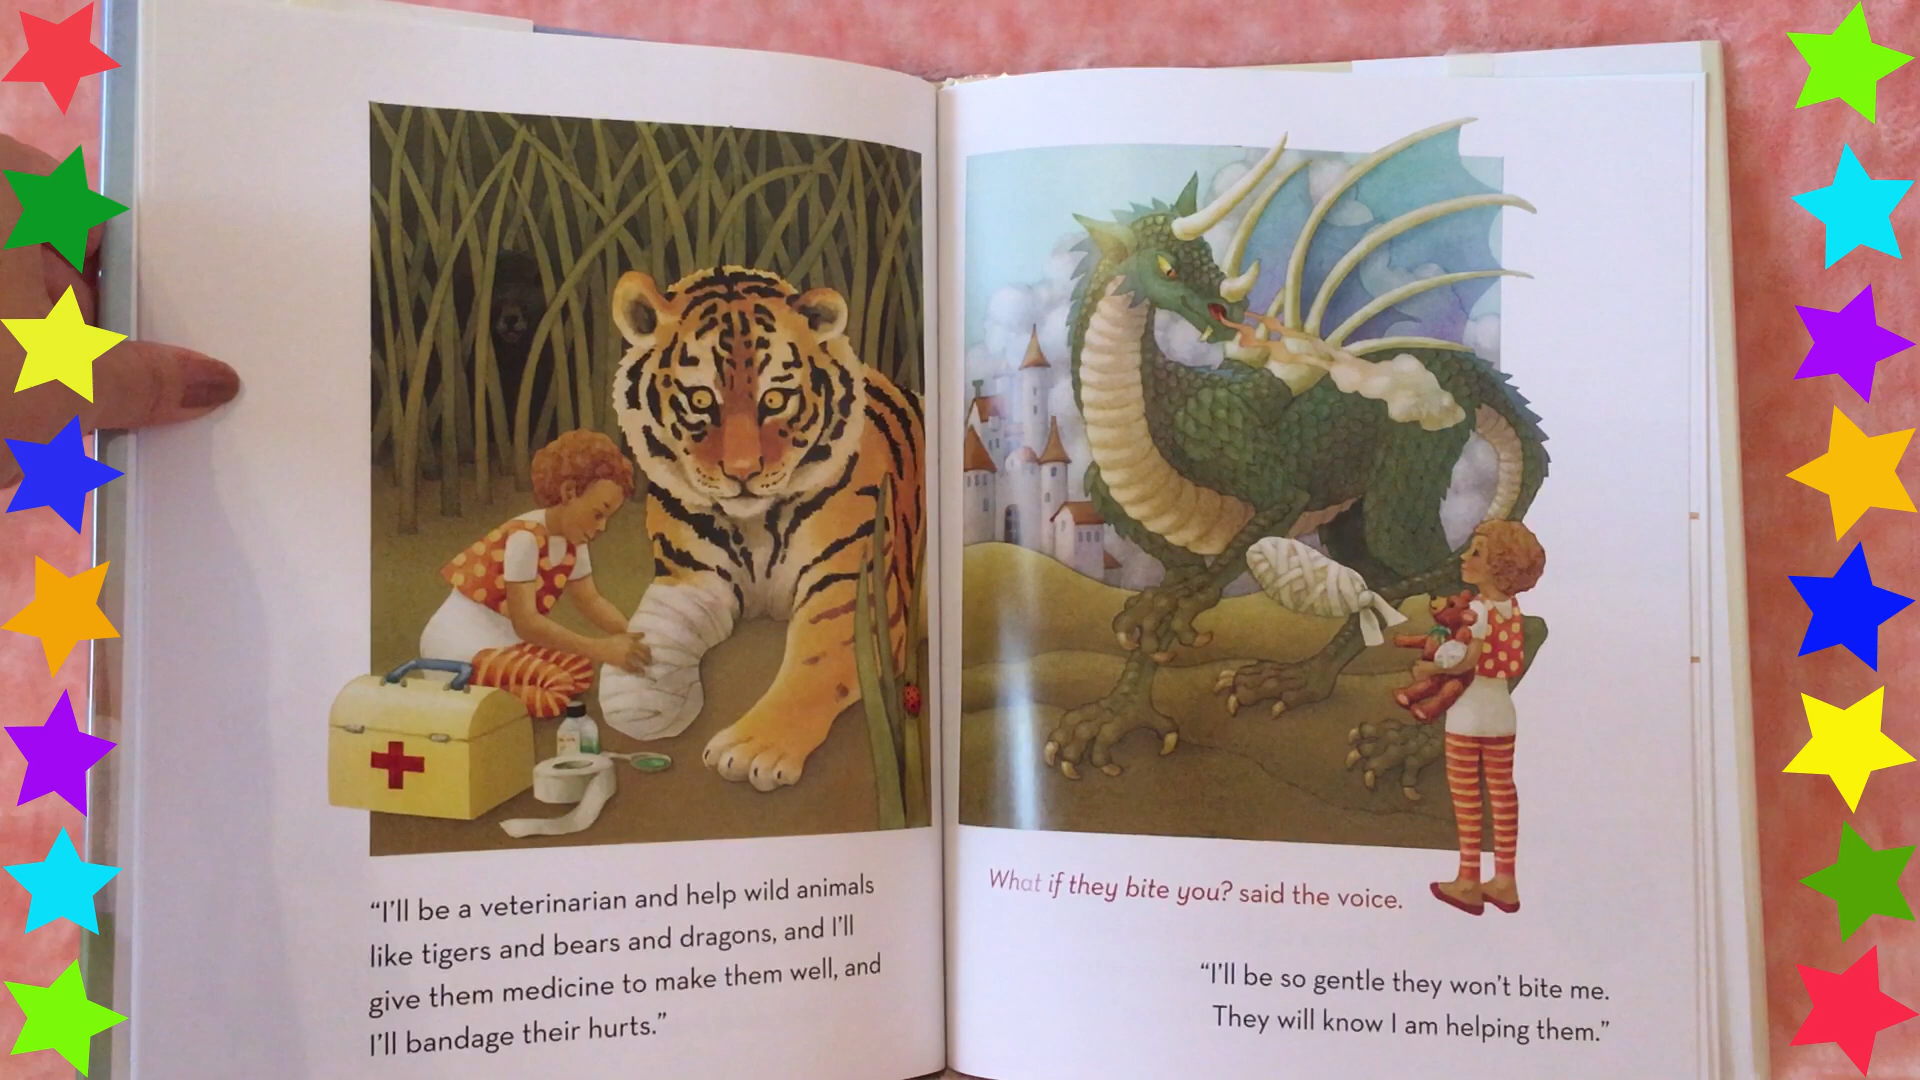 “I’ll be a veterinarian and help wild animals
like tigers and bears and dragons, and I’ll
give them medicine to make them well, and
I’ll bandage their hurts.”
What if they bite you? said the voice.
“I’ll be so gentle they won’t bite me.
They will know I am helping them.”